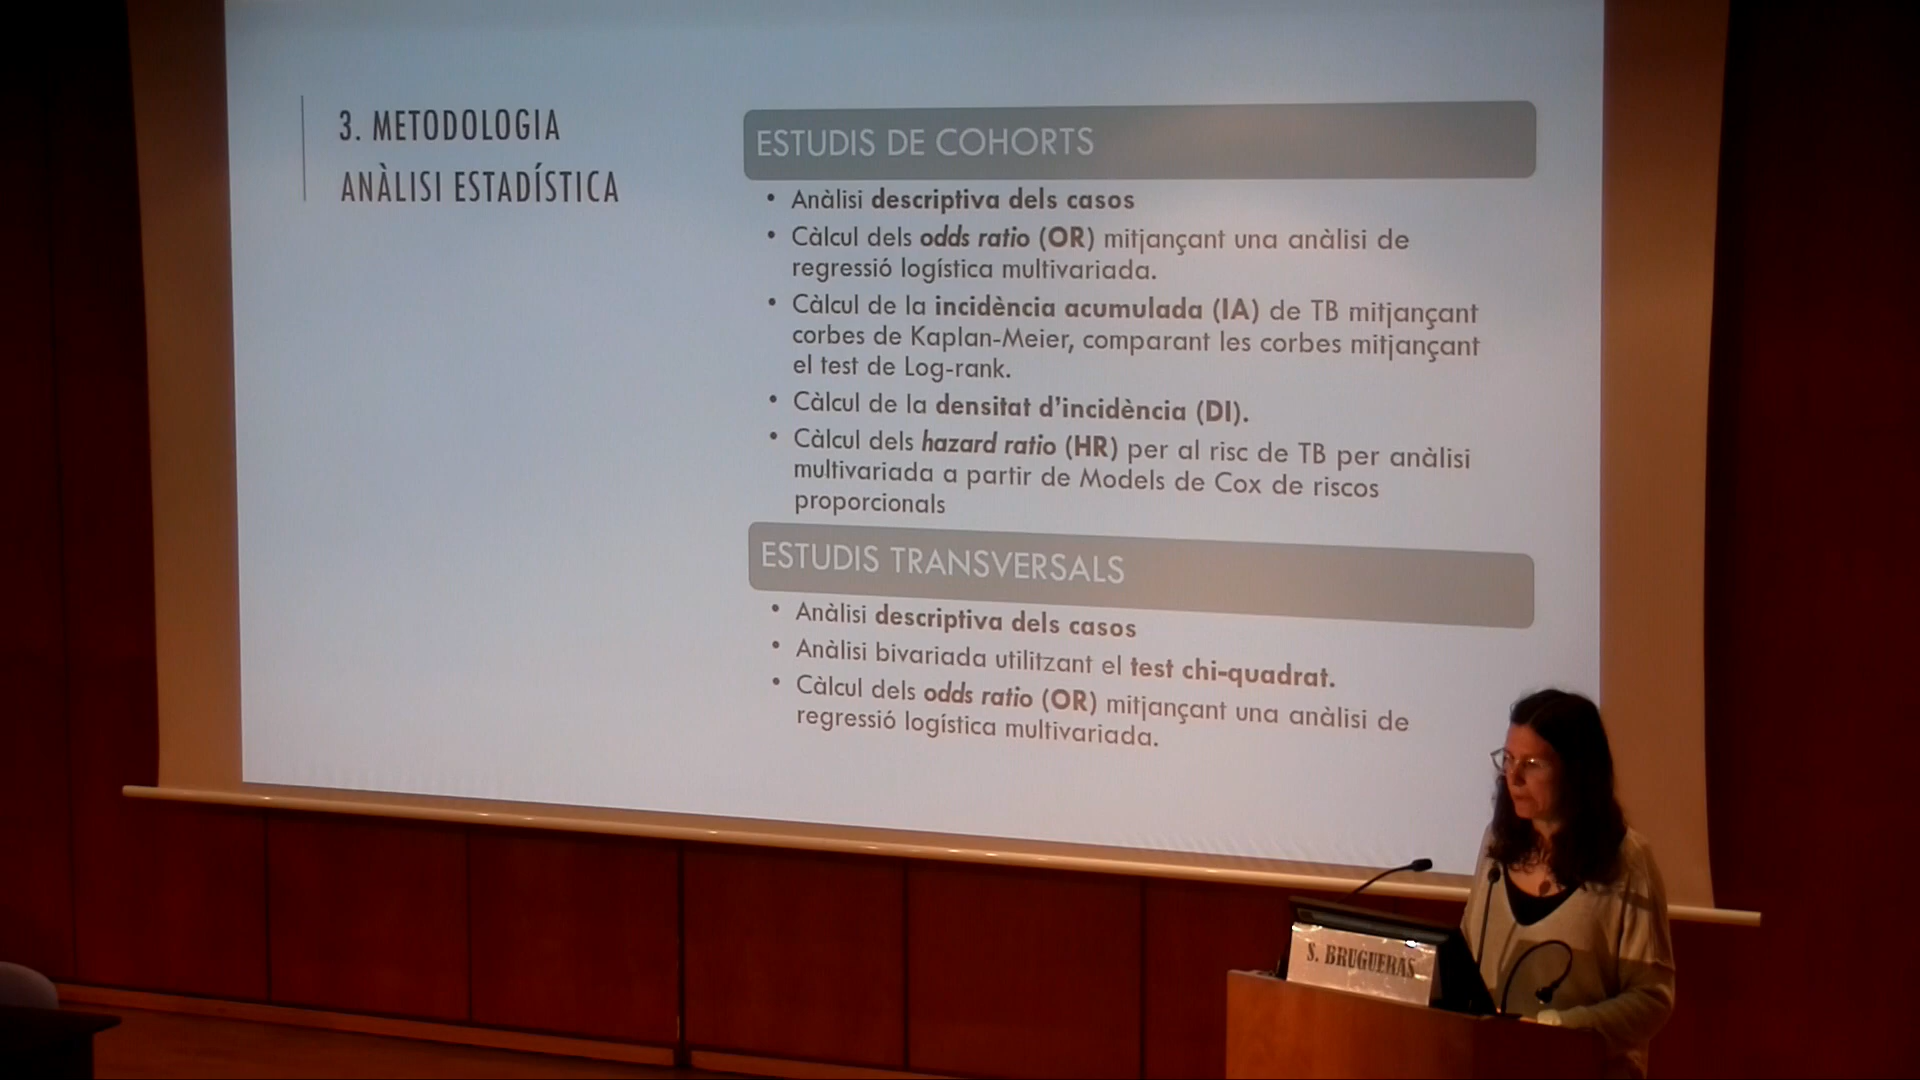 3. METODOLOGIA
ANÀLISI ESTADÍSTICA
ESTUDIS DE COHORTS
• Anàlisi descriptiva dels casos
• Càlcul dels odds ratio (OR) mitjançant una anàlisi de
regressió logística multivariada.
• Càlcul de la incidència acumulada (IA) de TB mitjançant
corbes de Kaplan-Meier, comparant les corbes mitjançant
el test de Log-rank.
• Càlcul de la densitat d'incidència (DI).
• Càlcul dels hazard ratio (HR) per al risc de TB per anàlisi
multivariada a partir de Models de Cox de riscos
proporcionals
ESTUDIS TRANSVERSALS
• Anàlisi descriptiva dels casos
• Anàlisi bivariada utilitzant el test chi-quadrat.
• Càlcul dels odds ratio (OR) mitjançant una anàlisi de
regressió logística multivariada.
S. BRUGUERAS